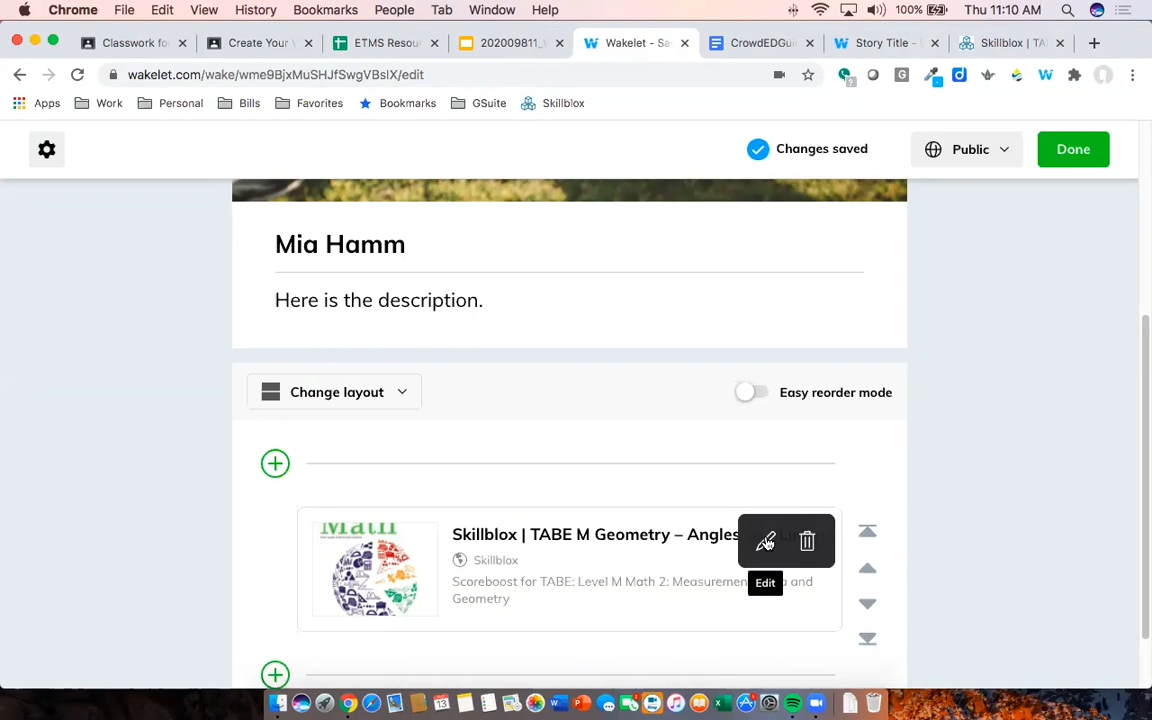 Chrome File Edit View History Bookmarks People Tab Window Help 100% Thu 11:10 AM
Classwork fo Create Your ETMS Resou 202009811_ Wakelet - Sa CrowdEDGui Story Title - Skillblox | TA
wakelet.com/wake/wme9BjxMuSHJfSwgVBslX/edit
Apps Work Personal Bills Favorites Bookmarks GSuite Skillblox
Changes saved Public Done
Mia Hamm
Here is the description.
Change layout Easy reorder mode
Math
Skillblox | TABE M Geometry – Angles
Skillblox
Scoreboost for TABE: Level M Math 2: Measuremen and
Geometry
Edit